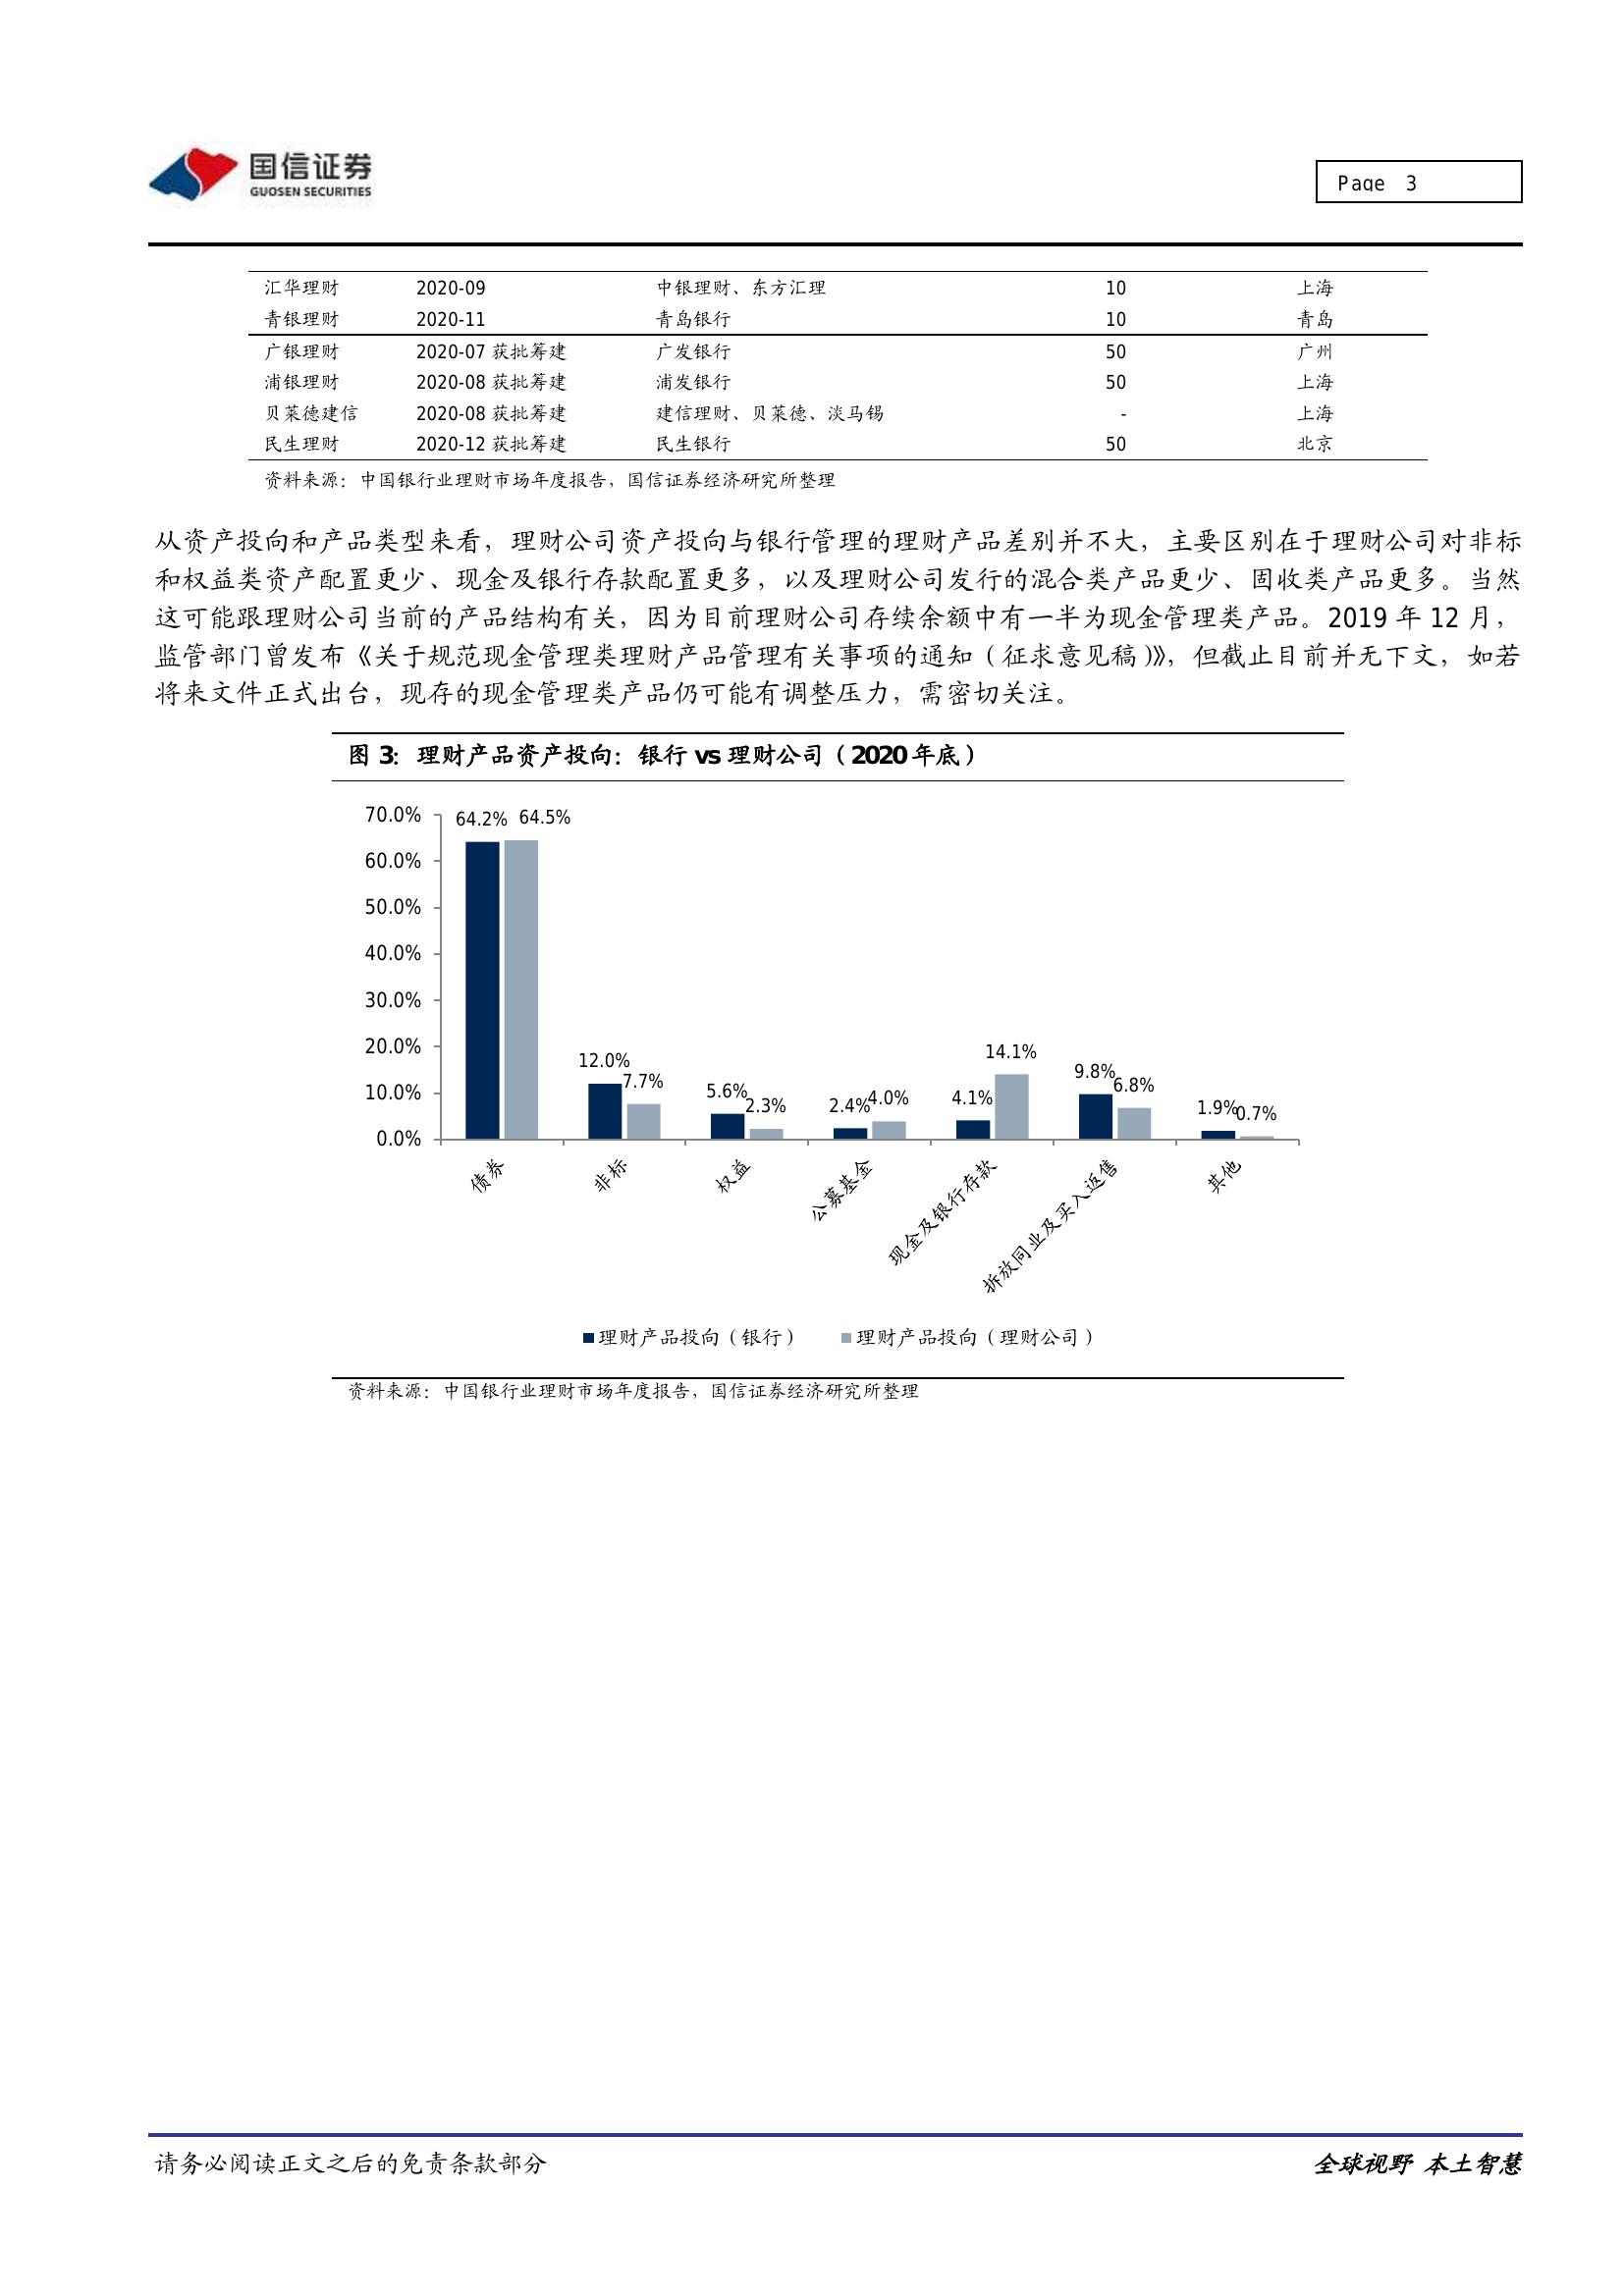 国信证券
GUOSEN SECURITIES
Page 3
汇华理财 2020-09 中银理财、东方汇理 10 上海
青银理财 2020-11 青岛银行 10 青岛
广银理财 2020-07 获批筹建 广发银行 50 广州
浦银理财 2020-08 获批筹建 浦发银行 50 上海
贝莱德建信 2020-08 获批筹建 建信理财、贝莱德、淡马锡 - 上海
民生理财 2020-12 获批筹建 民生银行 50 北京
资料来源：中国银行业理财市场年度报告，国信证券经济研究所整理
从资产投向和产品类型来看，理财公司资产投向与银行管理的理财产品差别并不大，主要区别在于理财公司对非标
和权益类资产配置更少、现金及银行存款配置更多，以及理财公司发行的混合类产品更少、固收类产品更多。当然
这可能跟理财公司当前的产品结构有关，因为目前理财公司存续余额中有一半为现金管理类产品。2019 年 12 月，
监管部门曾发布《关于规范现金管理类理财产品管理有关事项的通知（征求意见稿）》，但截止目前并无下文，如若
将来文件正式出台，现存的现金管理类产品仍可能有调整压力，需密切关注。
图 3：理财产品资产投向：银行 vs 理财公司（2020 年底）
70.0%
60.0%
50.0%
40.0%
30.0%
20.0%
10.0%
0.0%
64.2% 64.5%
12.0% 7.7%
5.6% 2.3%
2.4% 4.0%
4.1% 14.1%
9.8% 6.8%
1.9% 0.7%
债券
非标
权益
公募基金
现金及银行存款
拆放同业及买入返售
其他
理财产品投向（银行） 理财产品投向（理财公司）
资料来源：中国银行业理财市场年度报告，国信证券经济研究所整理
请务必阅读正文之后的免责条款部分 全球视野 本土智慧